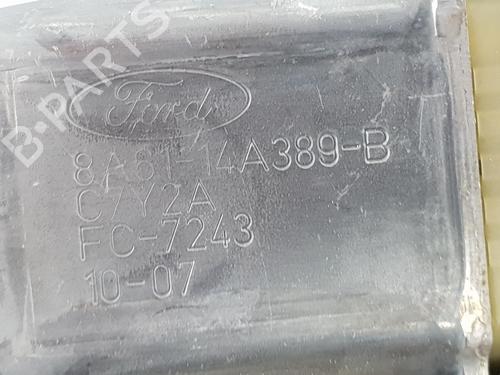 B-PARTS
Ford
8A61-14A389-B
C7Y2A
FC-7243
10-07